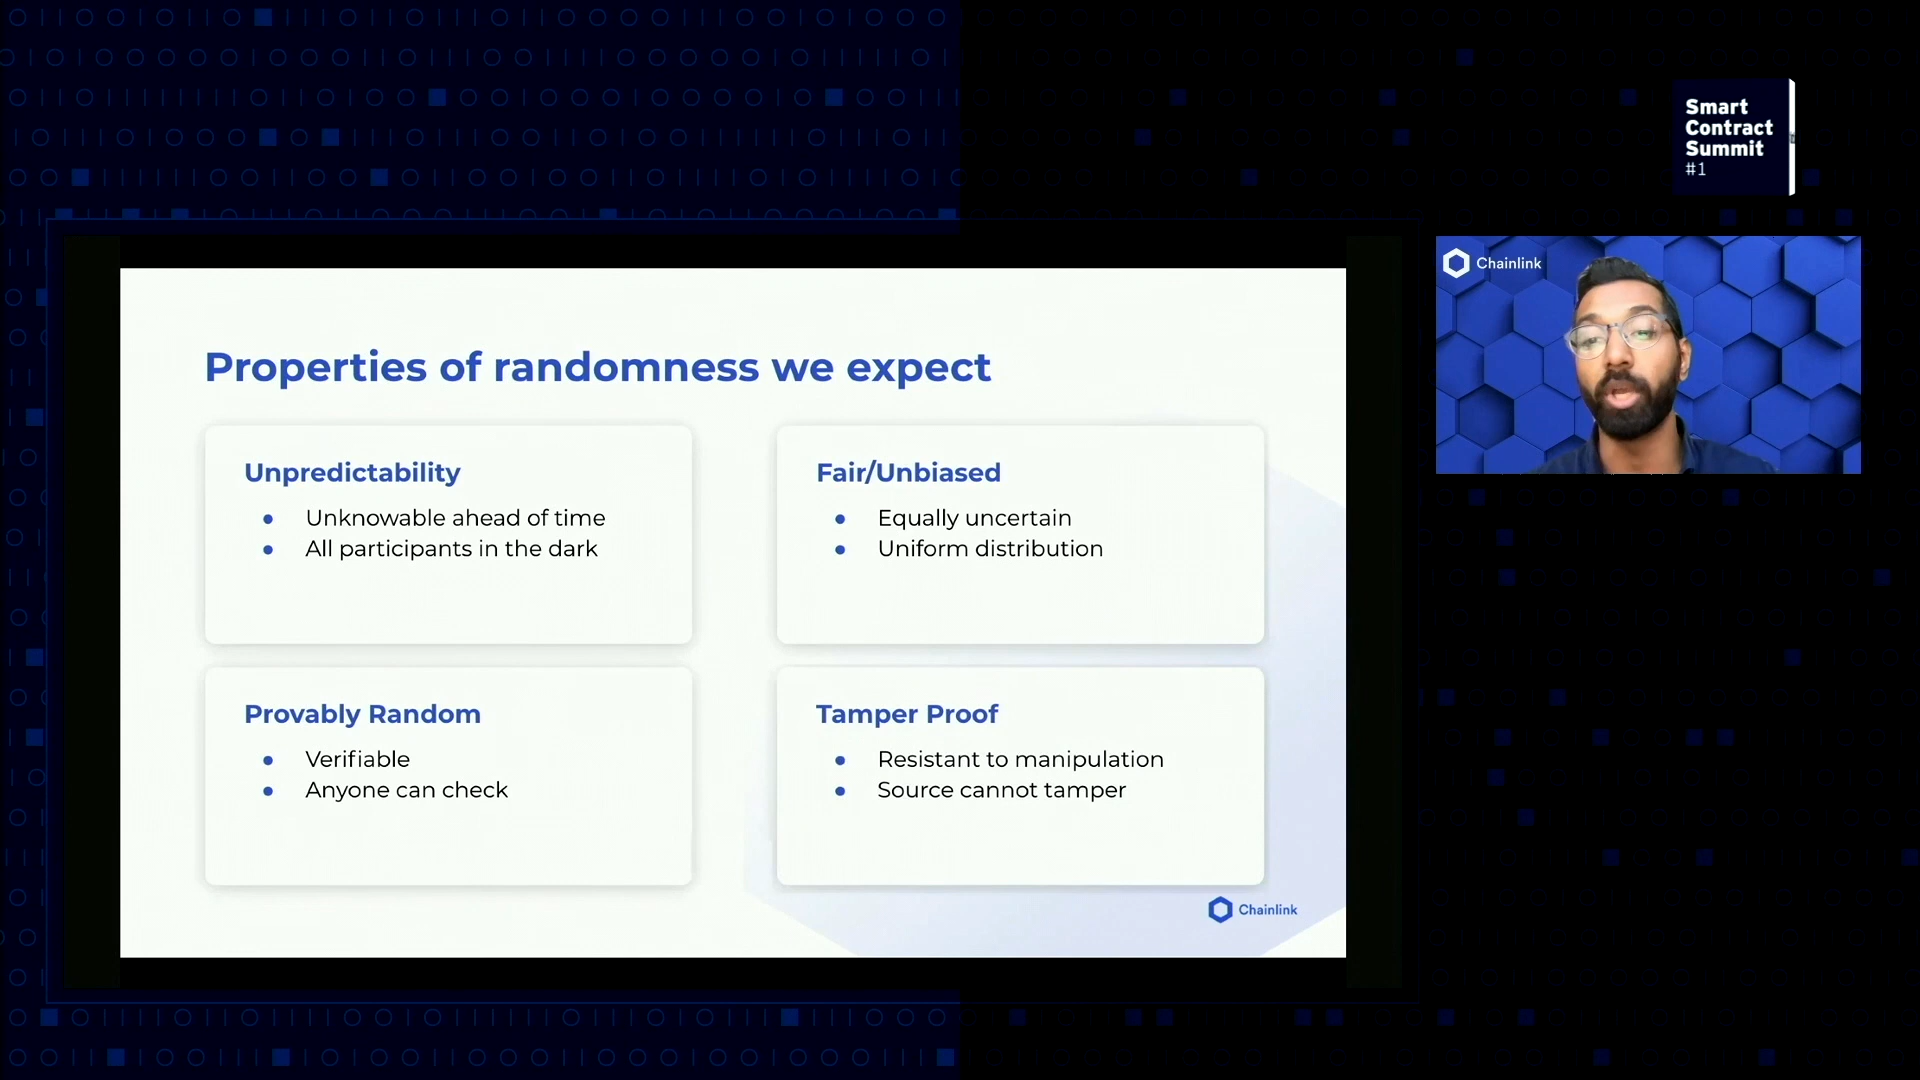 Smart
Contract
Summit
#1
Chainlink
Properties of randomness we expect
Unpredictability
Unknowable ahead of time
All participants in the dark
Fair/Unbiased
Equally uncertain
Uniform distribution
Provably Random
Verifiable
Anyone can check
Tamper Proof
Resistant to manipulation
Source cannot tamper
Chainlink